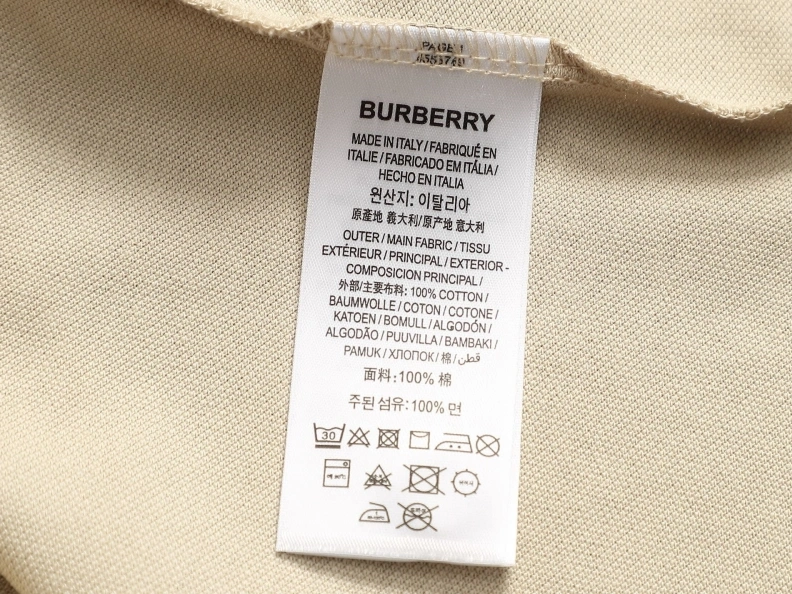 PAGE 1
BURBERRY
MADE IN ITALY / FABRIQUÉ EN
ITALIE / FABRICADO EM ITÁLIA /
HECHO EN ITALIA
원산지: 이탈리아
原產地 義大利/原产地 意大利
OUTER / MAIN FABRIC / TISSU
EXTÉRIEUR / PRINCIPAL / EXTERIOR -
COMPOSICION PRINCIPAL /
外部/主要布料: 100% COTTON /
BAUMWOLLE / COTON / COTONE /
KATOEN / BOMULL / ALGODÓN /
ALGODÃO / PUUVILLA / BAMBAKI /
PAMUK / ХЛОПОК / 棉 / قطن
面料:100% 棉
주된 섬유: 100% 면
30